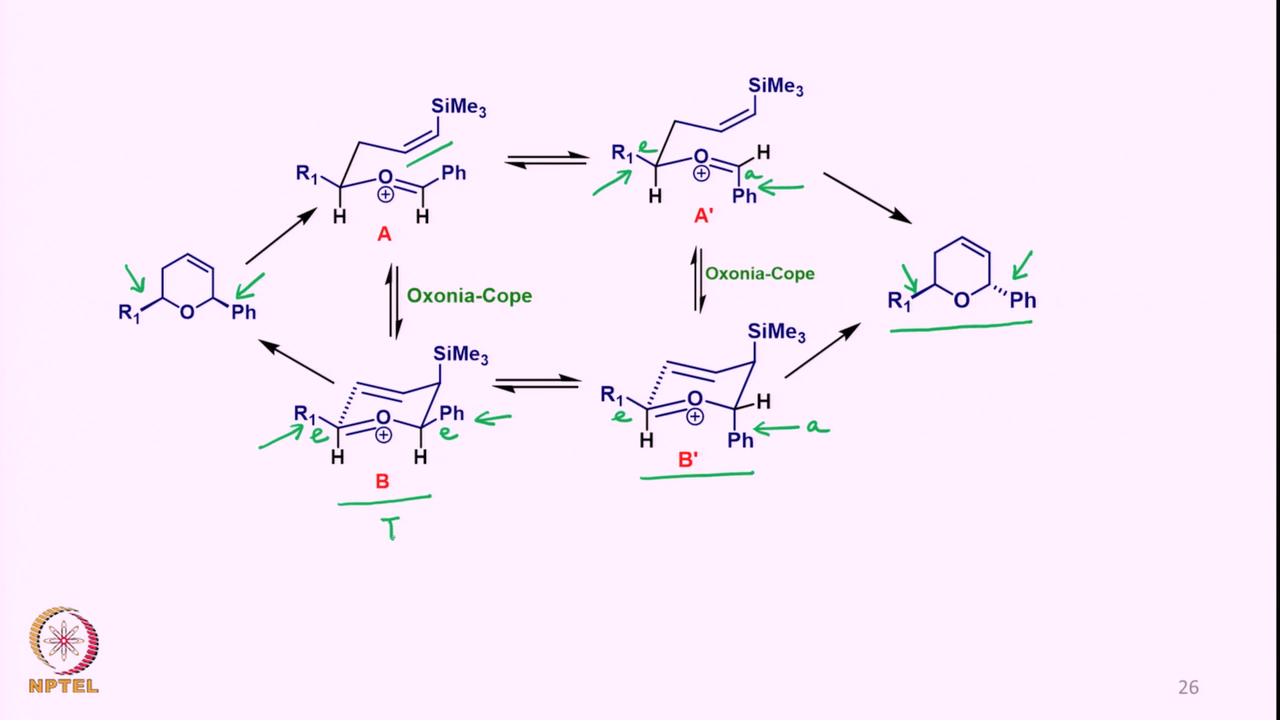 SiMe3
R1
O
⊕
Ph
H
H
A
SiMe3
R1
e
O
⊕
H
a
Ph
H
A'
R1
O
Ph
Oxonia-Cope
Oxonia-Cope
R1
O
Ph
SiMe3
R1
e
O
⊕
Ph
e
H
H
B
T
SiMe3
R1
e
O
⊕
H
H
Ph
a
B'
NPTEL
26